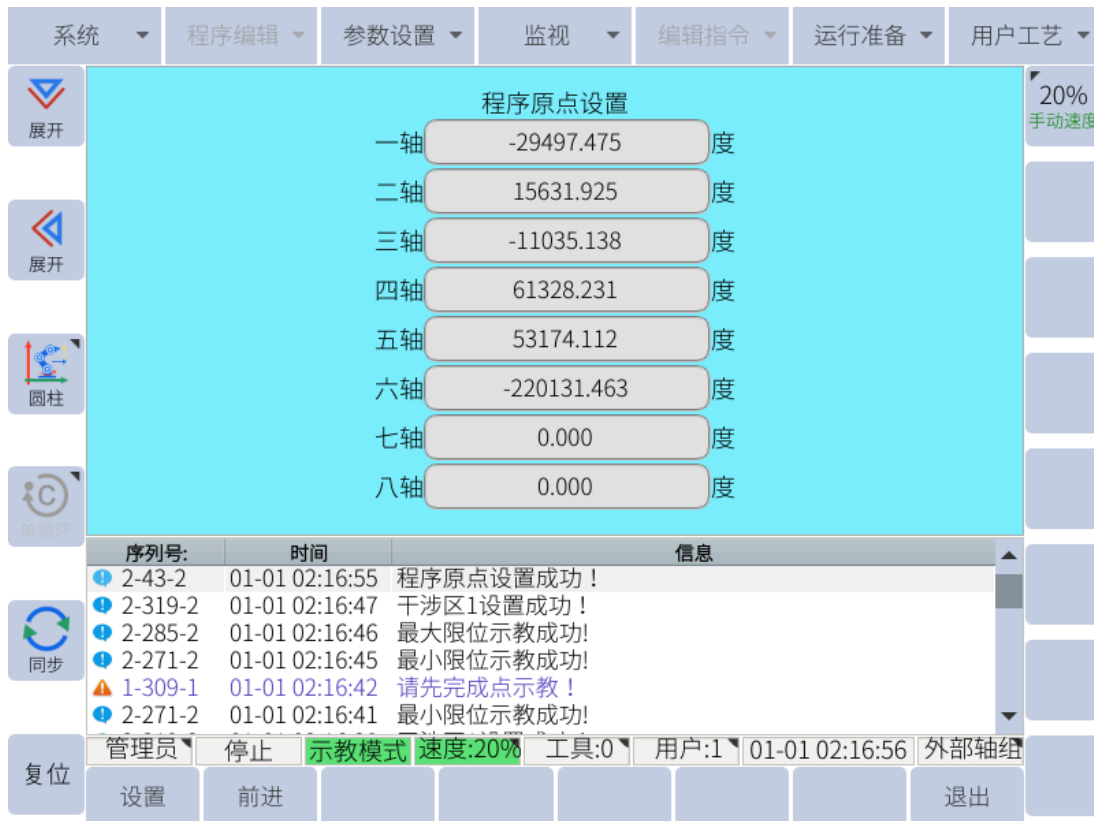 系统 程序编辑 参数设置 监视 编辑指令 运行准备 用户工艺
展开
展开
圆柱
单循环
同步
复位
程序原点设置
一轴 -29497.475 度
二轴 15631.925 度
三轴 -11035.138 度
四轴 61328.231 度
五轴 53174.112 度
六轴 -220131.463 度
七轴 0.000 度
八轴 0.000 度
20%
手动速度
序列号: 时间 信息
2-43-2 01-01 02:16:55 程序原点设置成功！
2-319-2 01-01 02:16:47 干涉区1设置成功！
2-285-2 01-01 02:16:46 最大限位示教成功!
2-271-2 01-01 02:16:45 最小限位示教成功!
1-309-1 01-01 02:16:42 请先完成点示教！
2-271-2 01-01 02:16:41 最小限位示教成功!
管理员 停止 示教模式 速度:20% 工具:0 用户:1 01-01 02:16:56 外部轴组
设置 前进 退出